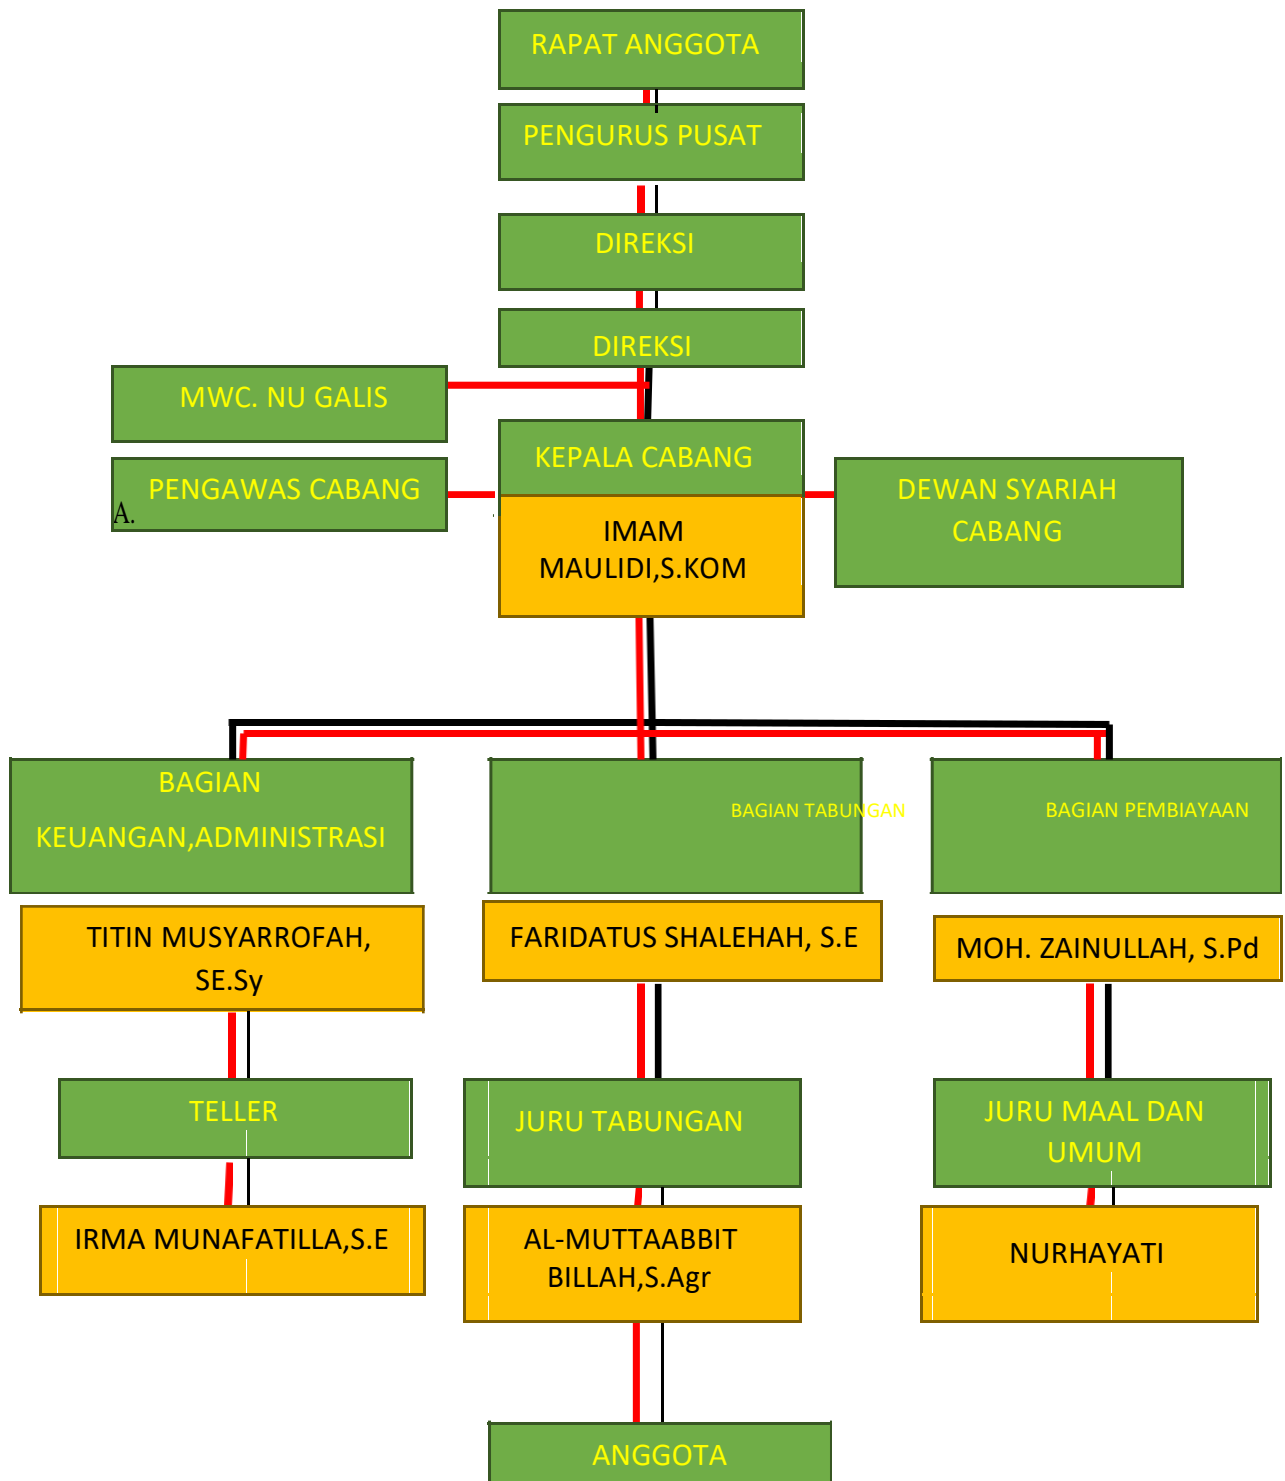 RAPAT ANGGOTA
PENGURUS PUSAT
DIREKSI
DIREKSI
MWC. NU GALIS
KEPALA CABANG
PENGAWAS CABANG
A.
DEWAN SYARIAH
CABANG
IMAM
MAULIDI,S.KOM
BAGIAN
KEUANGAN,ADMINISTRASI
BAGIAN TABUNGAN
BAGIAN PEMBIAYAAN
TITIN MUSYARROFAH,
SE.Sy
FARIDATUS SHALEHAH, S.E
MOH. ZAINULLAH, S.Pd
TELLER
JURU TABUNGAN
JURU MAAL DAN
UMUM
IRMA MUNAFATILLA,S.E
AL-MUTTAABBIT
BILLAH,S.Agr
NURHAYATI
ANGGOTA